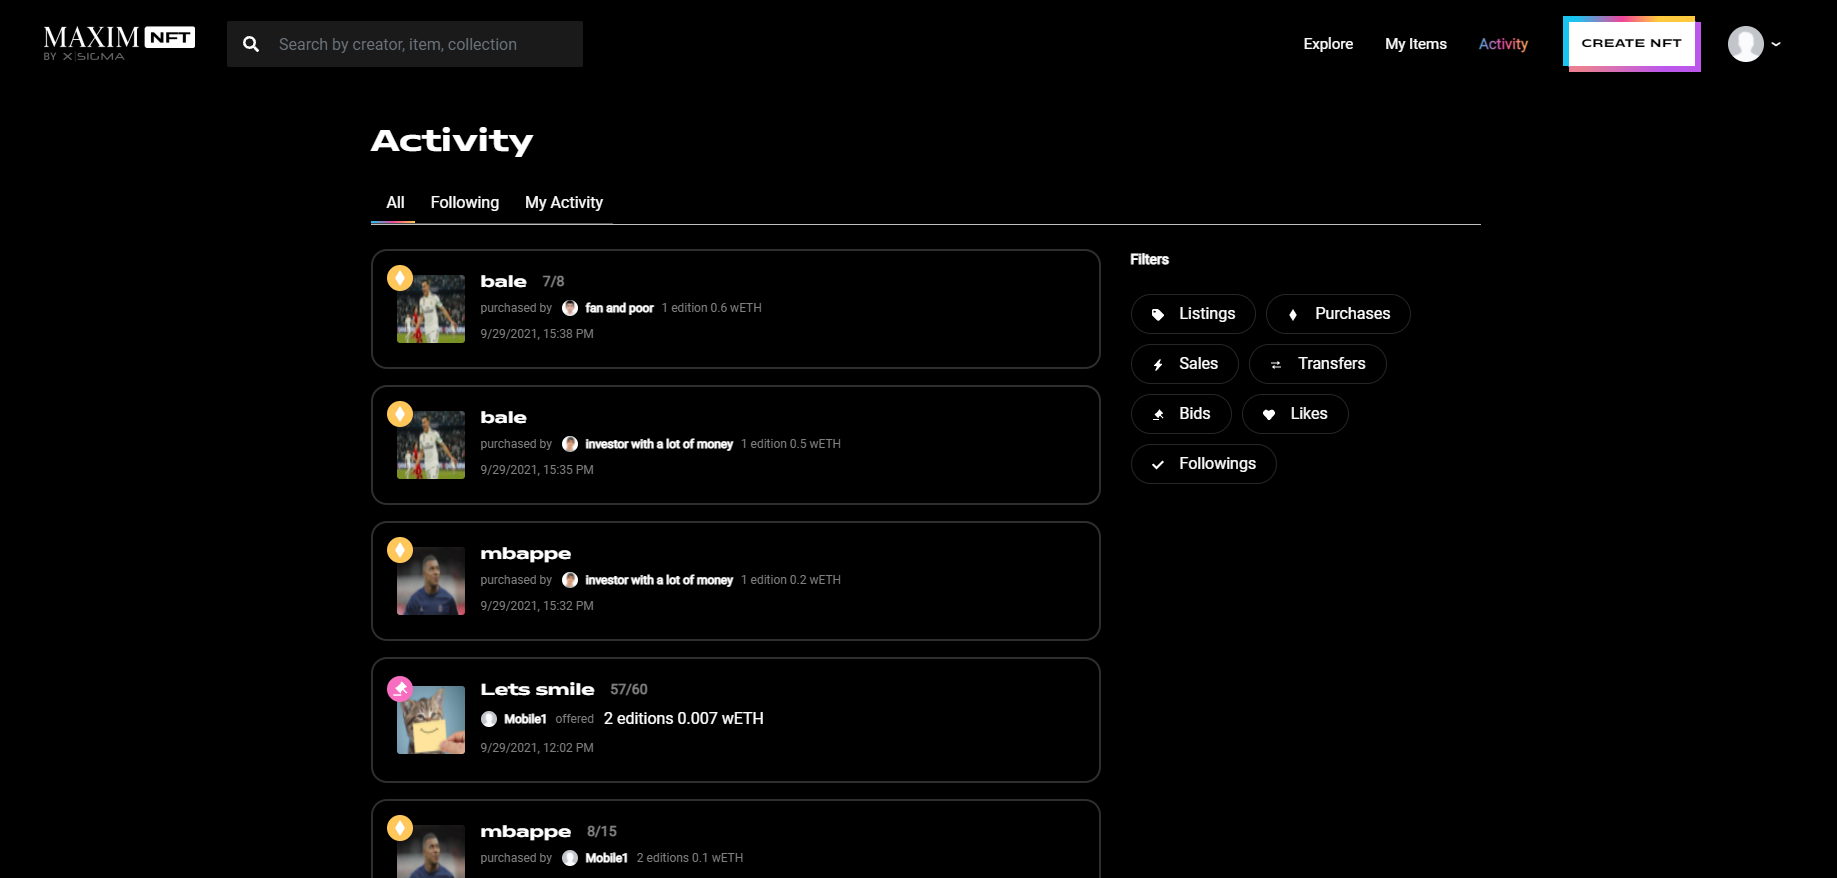 MAXIM NFT
BY X|SIGMA
Search by creator, item, collection
Explore
My Items
Activity
CREATE NFT
Activity
All
Following
My Activity
bale 7/8
purchased by fan and poor 1 edition 0.6 wETH
9/29/2021, 15:38 PM
bale
purchased by investor with a lot of money 1 edition 0.5 wETH
9/29/2021, 15:35 PM
mbappe
purchased by investor with a lot of money 1 edition 0.2 wETH
9/29/2021, 15:32 PM
Lets smile 57/60
Mobile1 offered 2 editions 0.007 wETH
9/29/2021, 12:02 PM
mbappe 8/15
purchased by Mobile1 2 editions 0.1 wETH
Filters
Listings
Purchases
Sales
Transfers
Bids
Likes
Followings